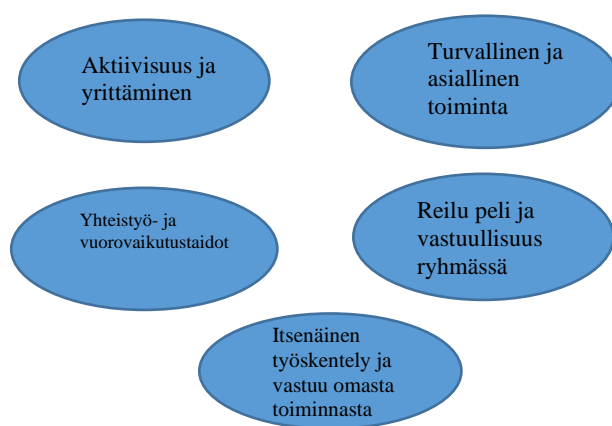 Aktiivisuus ja
yrittäminen
Turvallinen ja
asiallinen
toiminta
Yhteistyö- ja
vuorovaikutustaidot
Reilu peli ja
vastuullisuus
ryhmässä
Itsenäinen
työskentely ja
vastuu omasta
toiminnasta